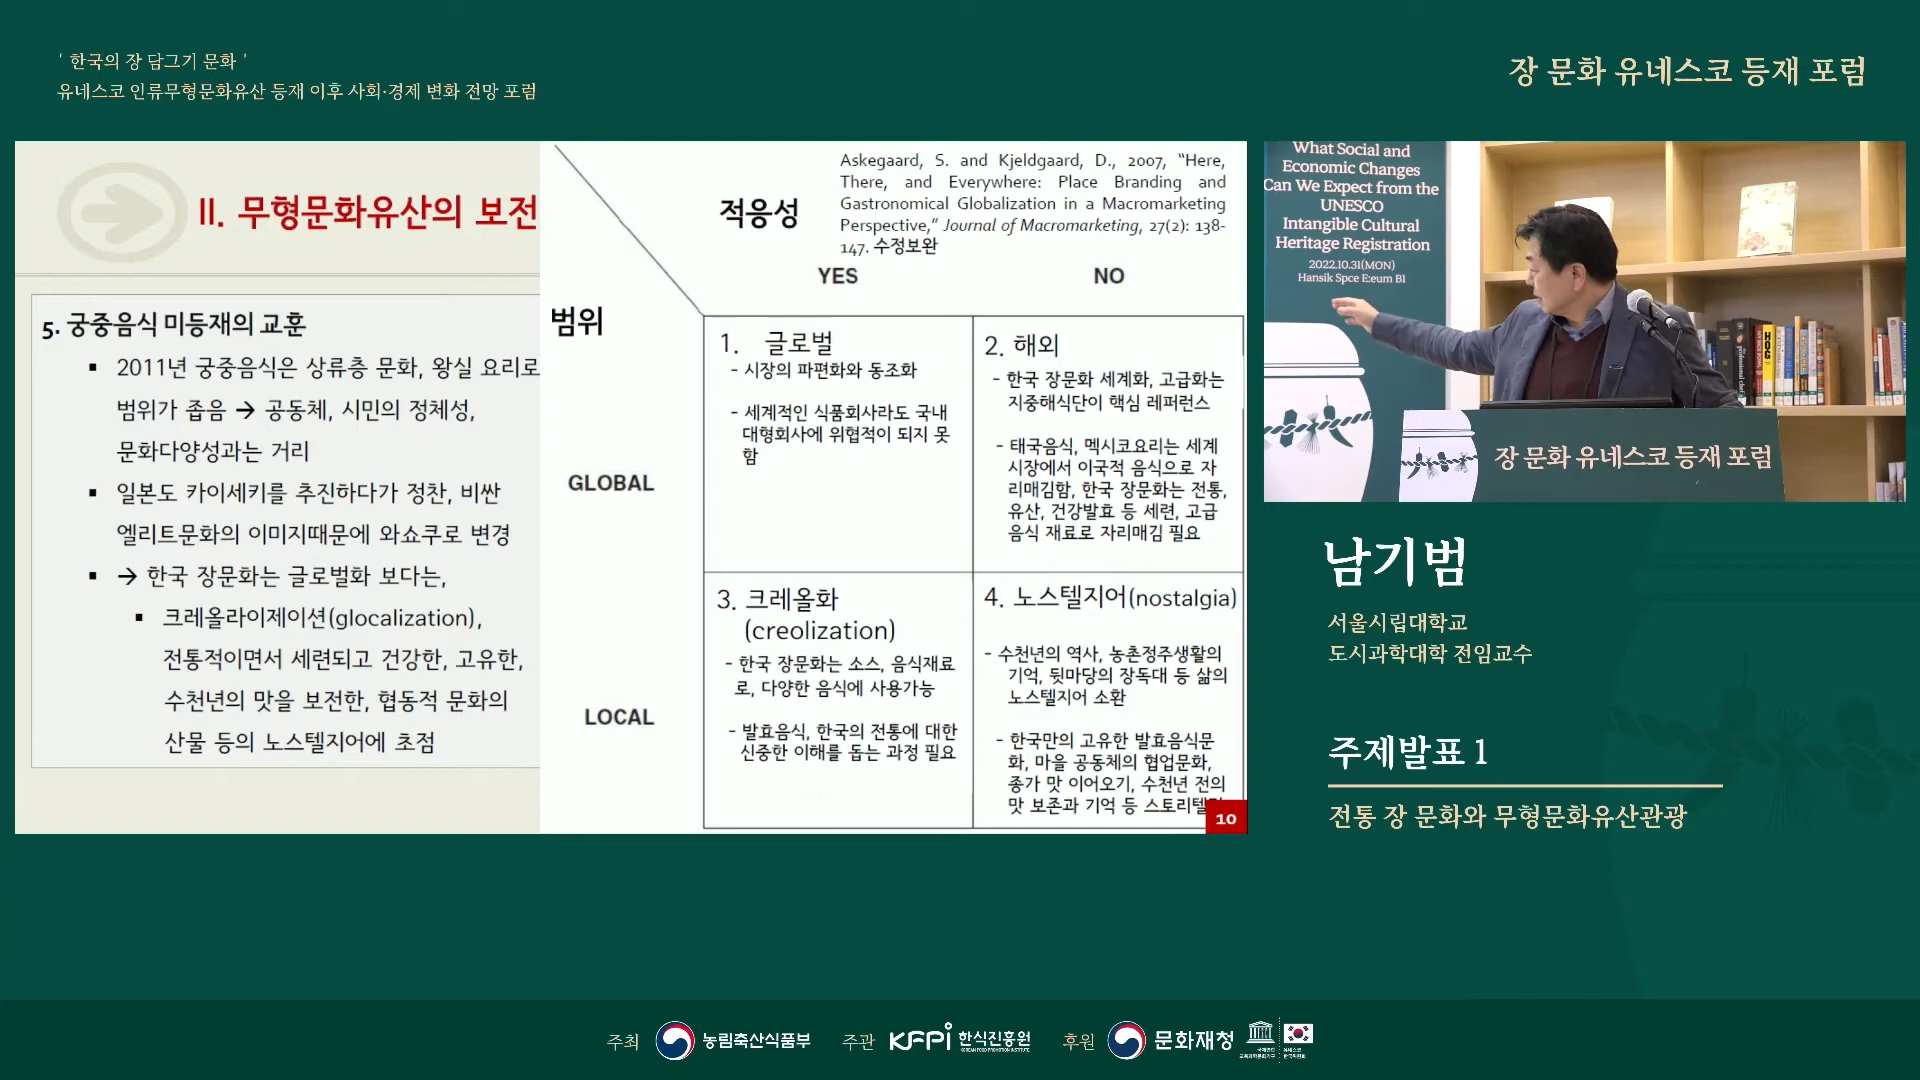 ' 한국의 장 담그기 문화 '
유네스코 인류무형문화유산 등재 이후 사회·경제 변화 전망 포럼
장 문화 유네스코 등재 포럼
II. 무형문화유산의 보전
5. 궁중음식 미등재의 교훈
▪ 2011년 궁중음식은 상류층 문화, 왕실 요리로
범위가 좁음 → 공동체, 시민의 정체성,
문화다양성과는 거리
▪ 일본도 카이세키를 추진하다가 정찬, 비싼
엘리트문화의 이미지때문에 와쇼쿠로 변경
▪ → 한국 장문화는 글로벌화 보다는,
▪ 크레올라이제이션(glocalization),
전통적이면서 세련되고 건강한, 고유한,
수천년의 맛을 보전한, 협동적 문화의
산물 등의 노스텔지어에 초점
Askegaard, S. and Kjeldgaard, D., 2007, “Here,
There, and Everywhere: Place Branding and
Gastronomical Globalization in a Macromarketing
Perspective,” Journal of Macromarketing, 27(2): 138-
147. 수정보완
적응성
YES
NO
범위
GLOBAL
1. 글로벌
- 시장의 파편화와 동조화
- 세계적인 식품회사라도 국내
대형회사에 위협적이 되지 못
함
2. 해외
- 한국 장문화 세계화, 고급화는
지중해식단이 핵심 레퍼런스
- 태국음식, 멕시코요리는 세계
시장에서 이국적 음식으로 자
리매김함, 한국 장문화는 전통,
유산, 건강발효 등 세련, 고급
음식 재료로 자리매김 필요
LOCAL
3. 크레올화
(creolization)
- 한국 장문화는 소스, 음식재료
로, 다양한 음식에 사용가능
- 발효음식, 한국의 전통에 대한
신중한 이해를 돕는 과정 필요
4. 노스텔지어(nostalgia)
- 수천년의 역사, 농촌정주생활의
기억, 뒷마당의 장독대 등 삶의
노스텔지어 소환
- 한국만의 고유한 발효음식문
화, 마을 공동체의 협업문화,
종가 맛 이어오기, 수천년 전의
맛 보존과 기억 등 스토리텔
10
What Social and
Economic Changes
Can We Expect from the
UNESCO
Intangible Cultural
Heritage Registration
2022.10.31(MON)
Hansik Spce E:eum B1
HOG
장 문화 유네스코 등재 포럼
남기범
서울시립대학교
도시과학대학 전임교수
주제발표 1
전통 장 문화와 무형문화유산관광
주최 농림축산식품부 주관 KFPi 한식진흥원 후원 문화재청